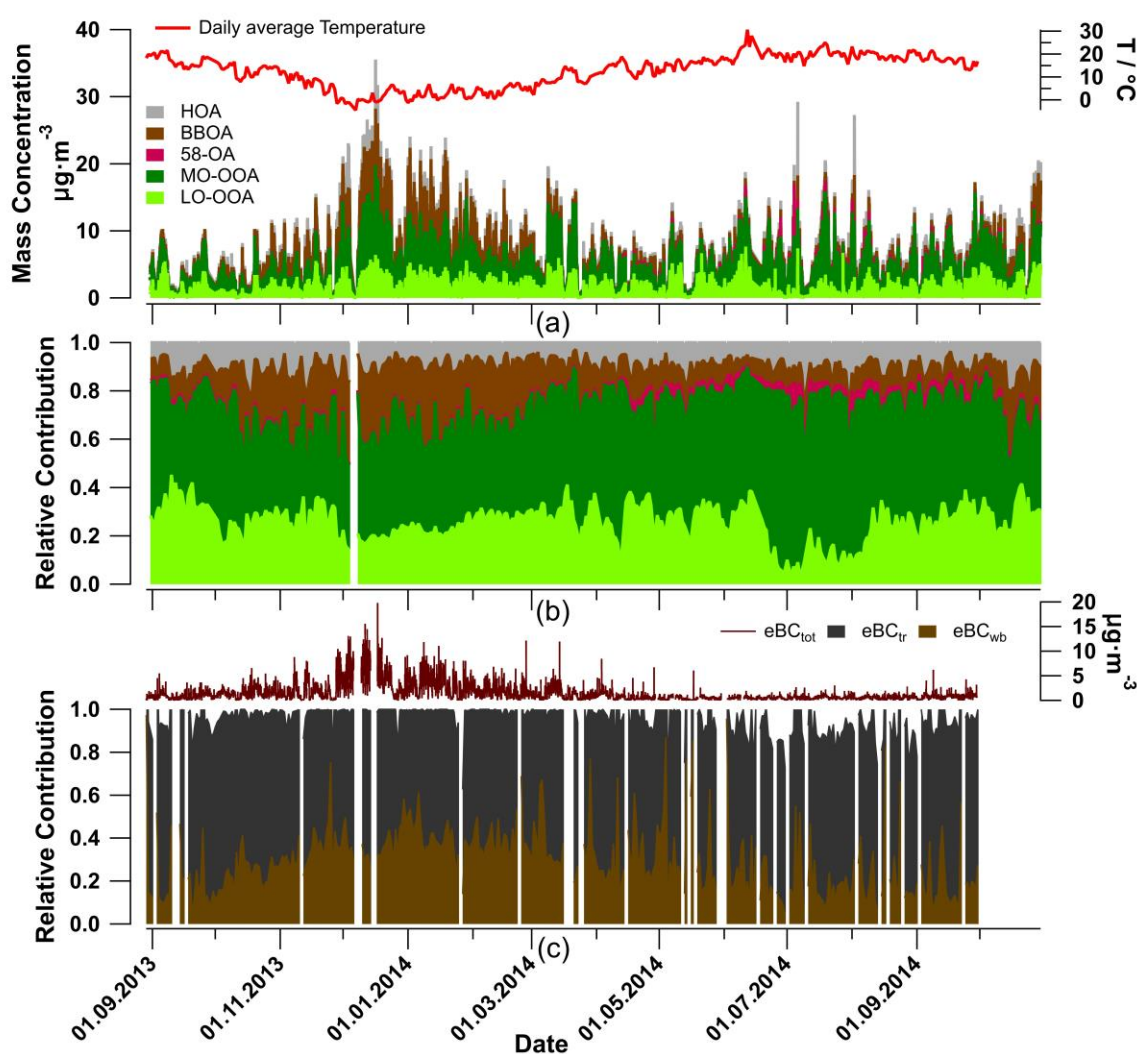 Daily average Temperature
40
30
20
10
0
Mass Concentration
µg·m-3
HOA
BBOA
58-OA
MO-OOA
LO-OOA
30
20
10
0
T / °C
(a)
1.0
0.8
0.6
0.4
0.2
0.0
Relative Contribution
(b)
20
15
10
5
0
µg·m-3
eBCtot eBCtr eBCwb
1.0
0.8
0.6
0.4
0.2
0.0
Relative Contribution
(c)
01.09.2013
01.11.2013
01.01.2014
01.03.2014
01.05.2014
01.07.2014
01.09.2014
Date